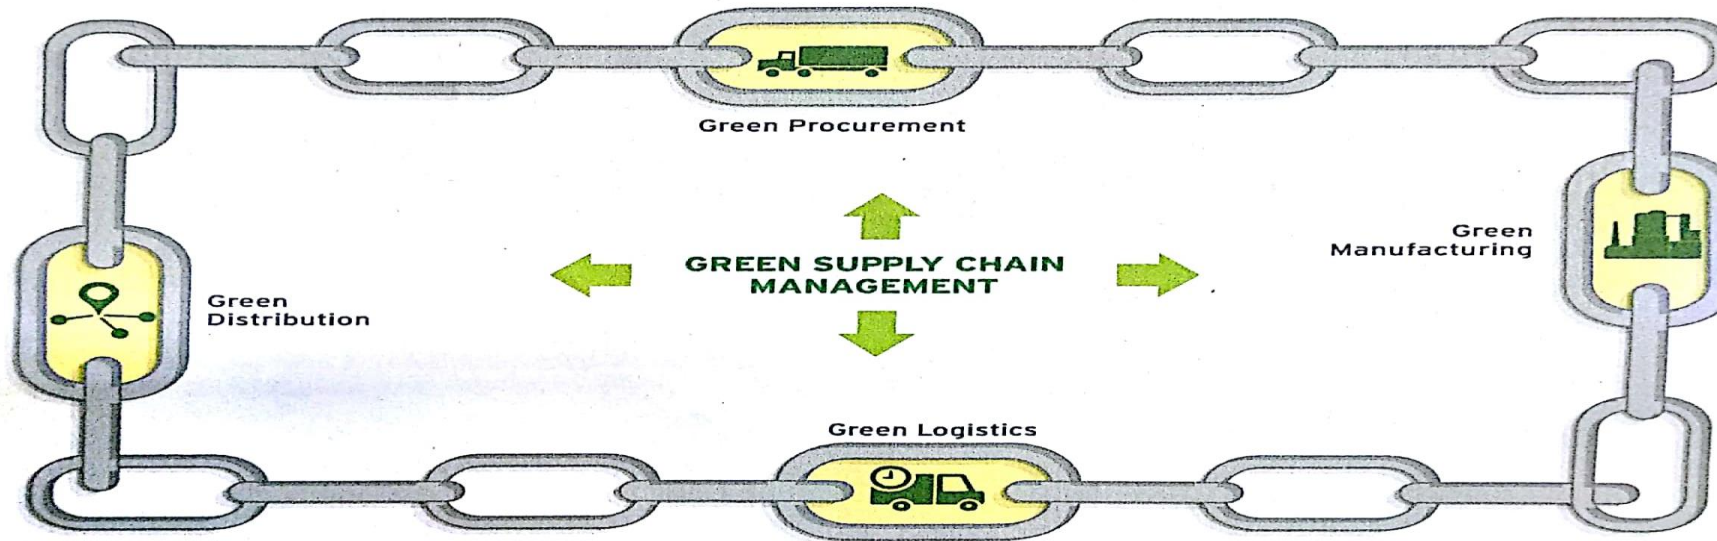 Green Procurement
Green
Manufacturing
GREEN SUPPLY CHAIN
MANAGEMENT
Green
Distribution
Green Logistics